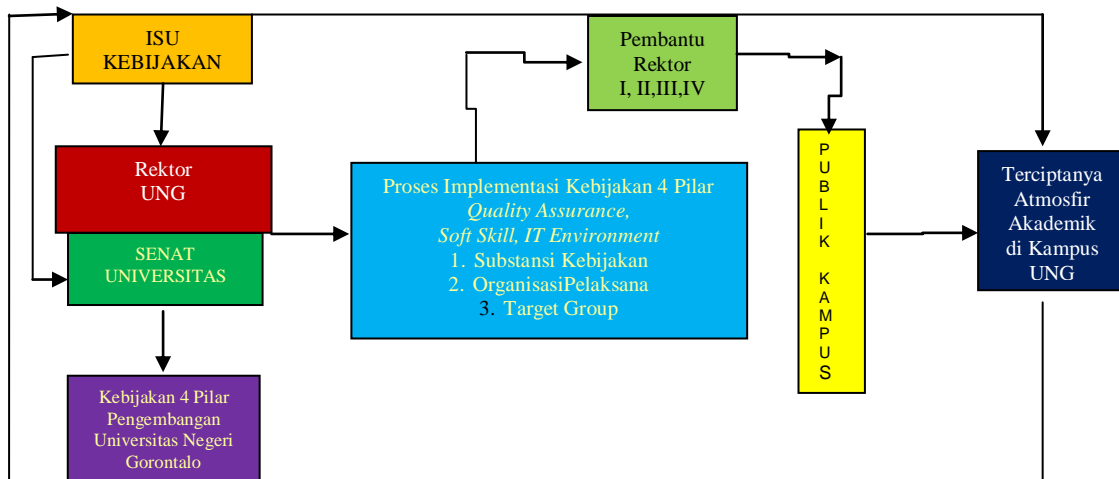 ISU
KEBIJAKAN
Pembantu
Rektor
I, II,III,IV
Rektor
UNG
SENAT
UNIVERSITAS
Proses Implementasi Kebijakan 4 Pilar
Quality Assurance,
Soft Skill, IT Environment
1. Substansi Kebijakan
2. OrganisasiPelaksana
3. Target Group
P
U
B
L
I
K
K
A
M
P
U
S
Terciptanya
Atmosfir
Akademik
di Kampus
UNG
Kebijakan 4 Pilar
Pengembangan
Universitas Negeri
Gorontalo